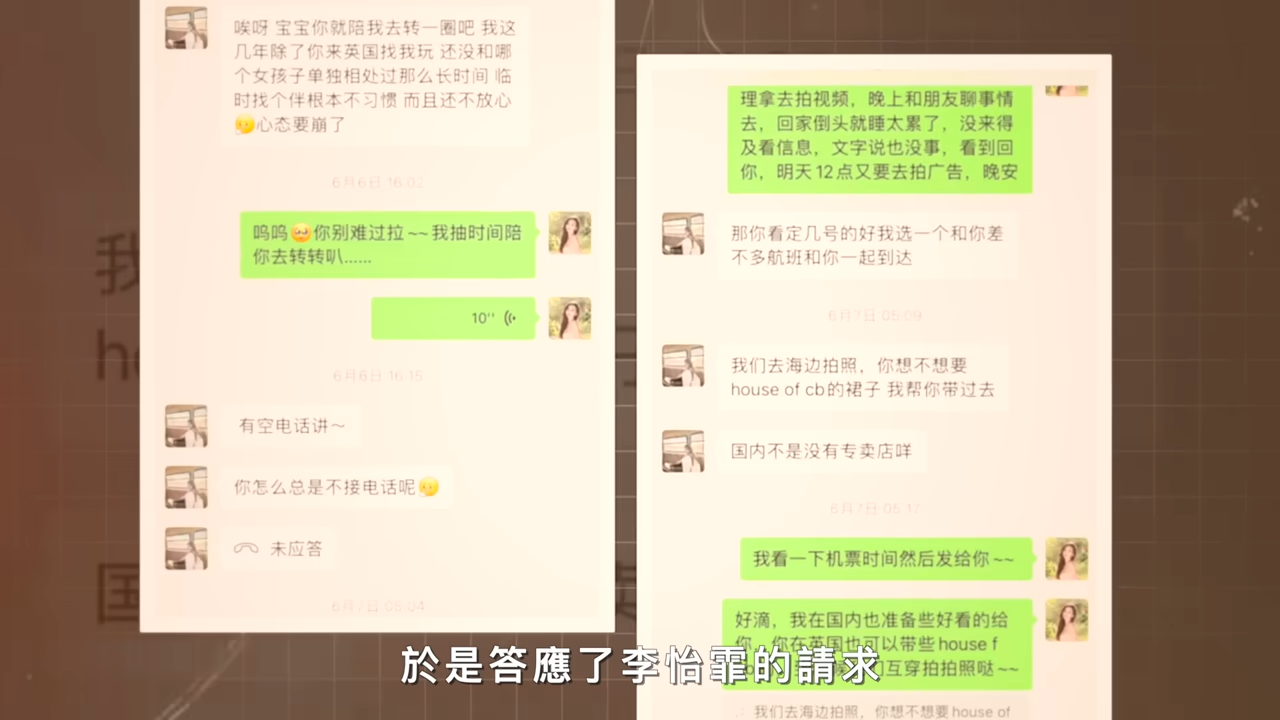 唉呀 宝宝你就陪我去转一圈吧 我这
几年除了你来英国找我玩 还没和哪
个女孩子单独相处过那么长时间 临
时找个伴根本不习惯 而且还不放心
心态要崩了
6月6日 16:07
呜呜🥺你别难过拉~~我抽时间陪
你去转转叭……
10''
6月6日 16:15
有空电话讲~
你怎么总是不接电话呢
未应答
6月7日 05:04
理拿去拍视频，晚上和朋友聊事情
去，回家倒头就睡太累了，没来得
及看信息，文字说也没事，看到回
你，明天12点又要去拍广告，晚安
那你看定几号的好我选一个和你差
不多航班和你一起到达
6月7日 05:09
我们去海边拍照，你想不想要
house of cb的裙子 我帮你带过去
国内不是没有专卖店咩
6月7日 05:17
我看一下机票时间然后发给你~~
好滴，我在国内也准备些好看的给
你，你在英国也可以带些house f
互穿拍拍照哒~~
我们去海边拍照，你想不想要house of
我
国
於是答應了李怡霏的請求